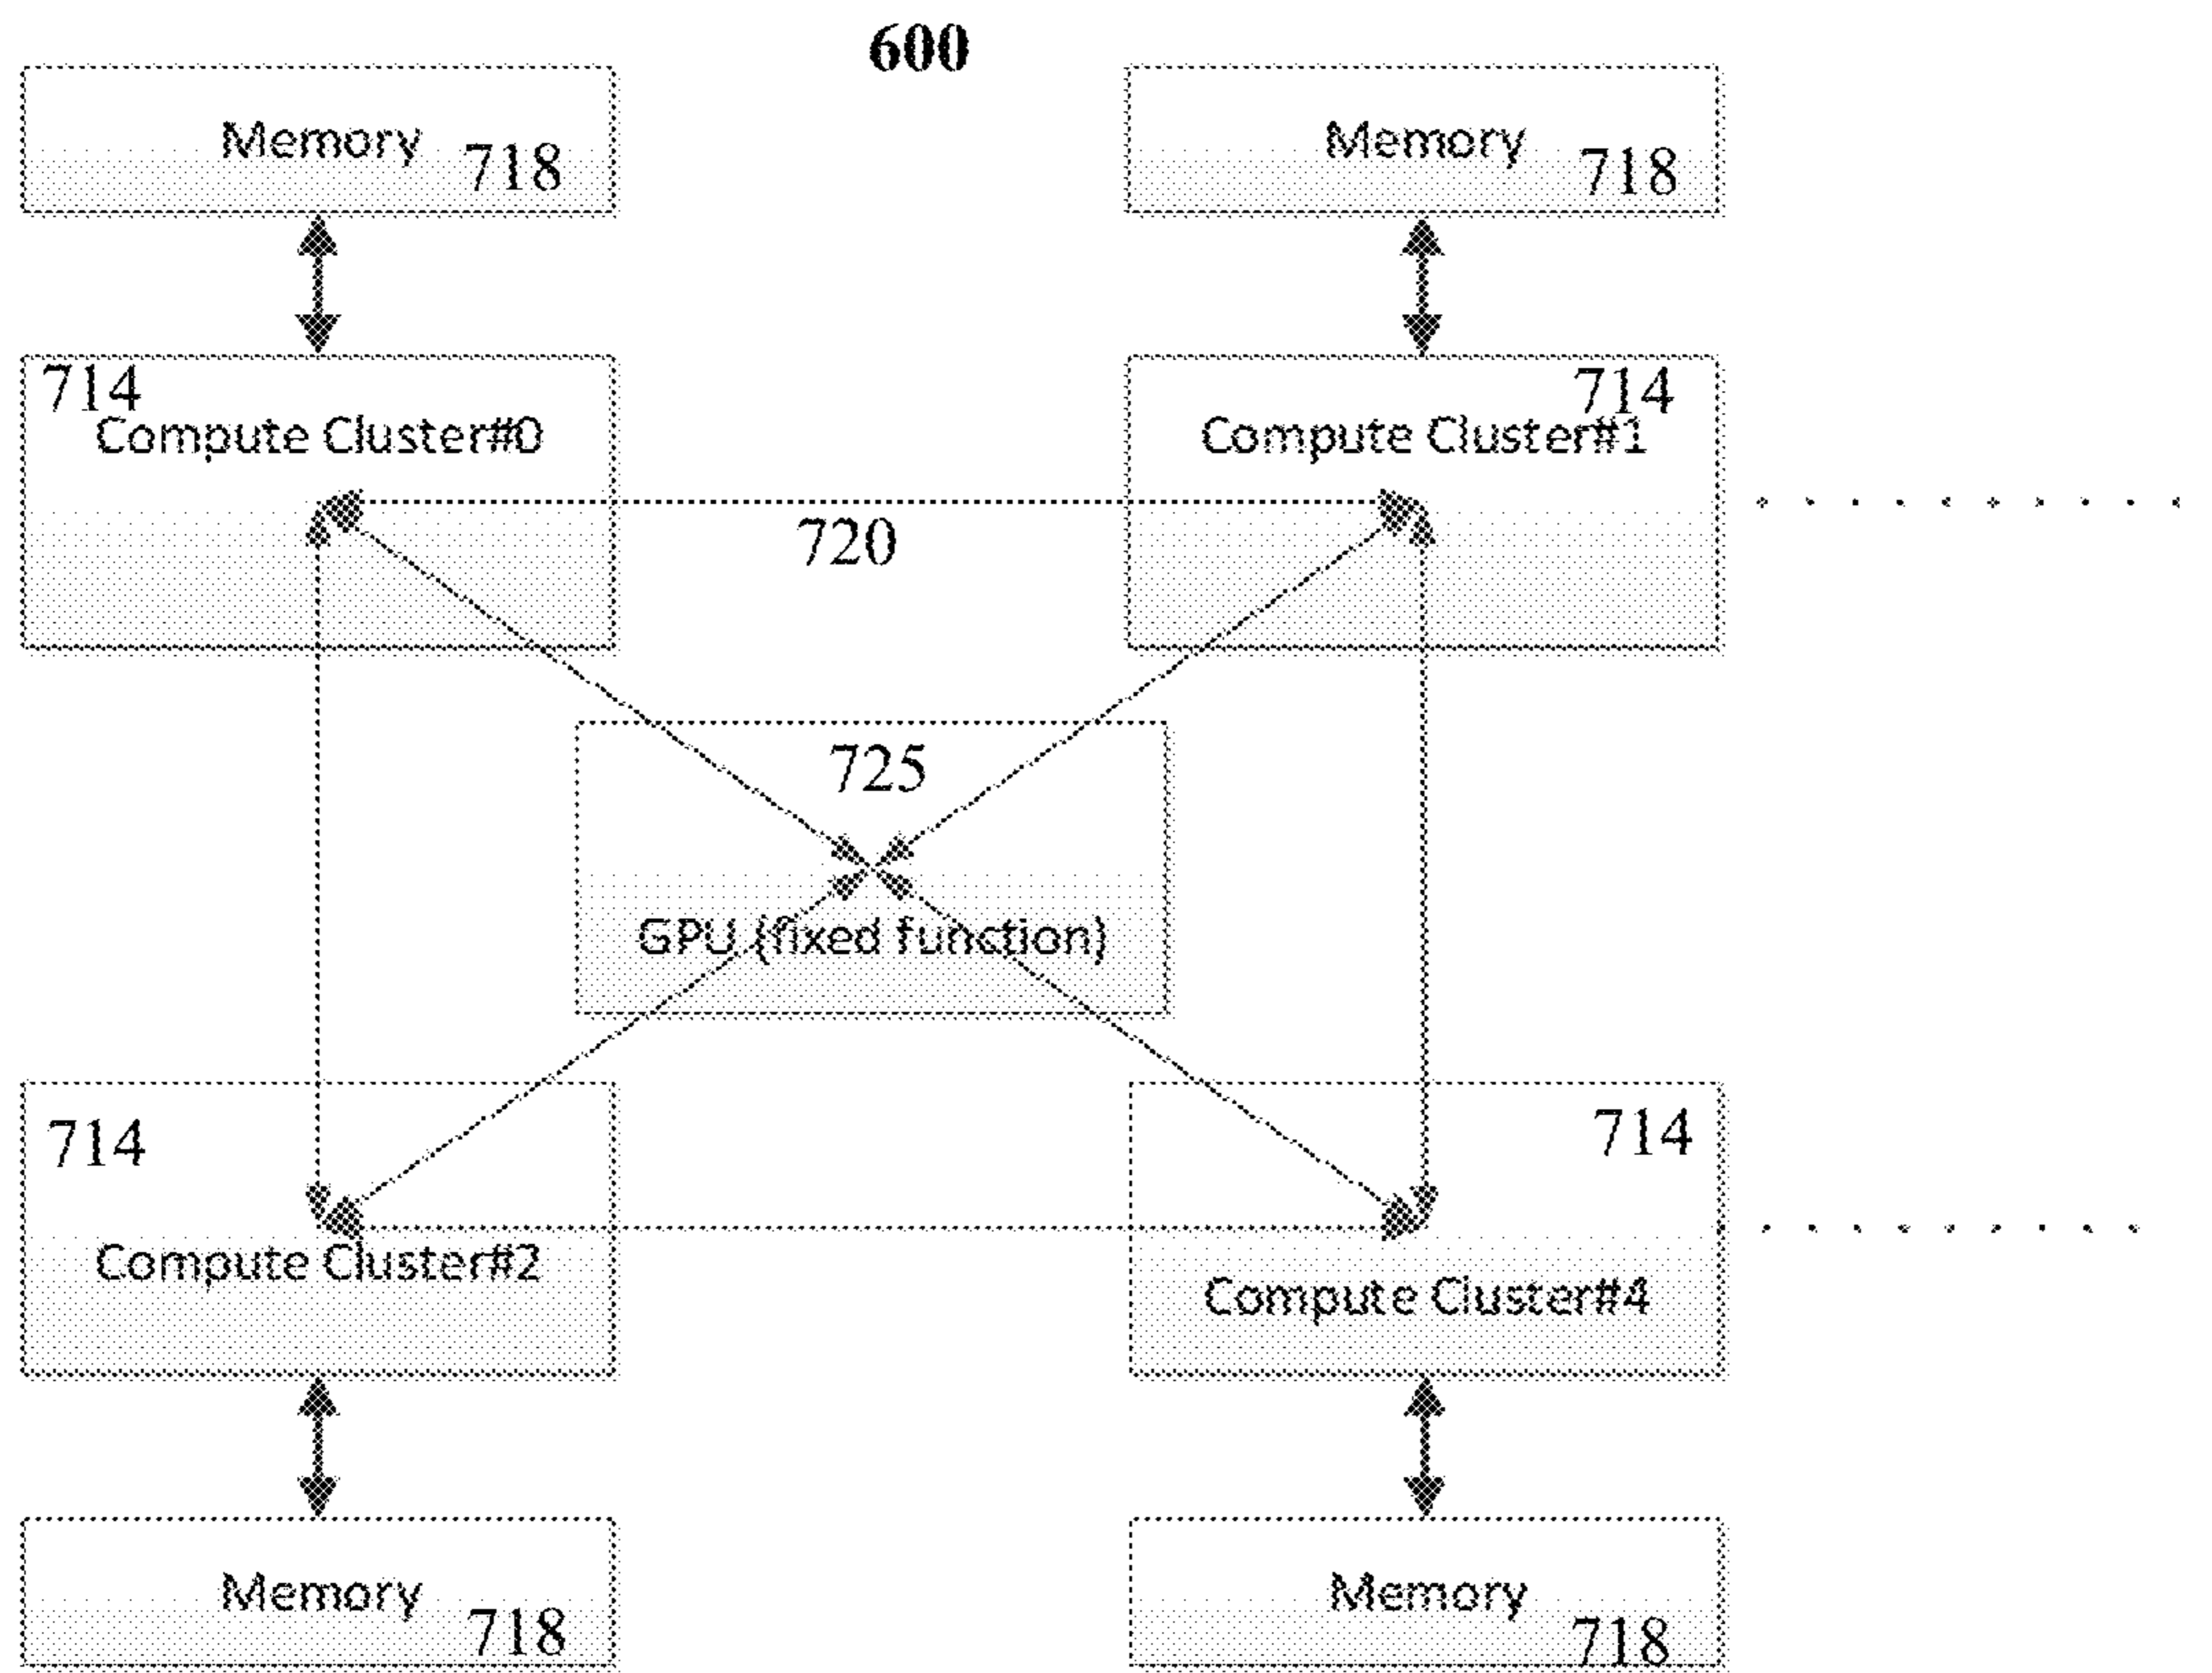 600
Memory 718
Memory 718
714
Compute Cluster#0
714
Compute Cluster#1
720
725
GPU (fixed function)
714
Compute Cluster#2
714
Compute Cluster#4
Memory 718
Memory 718